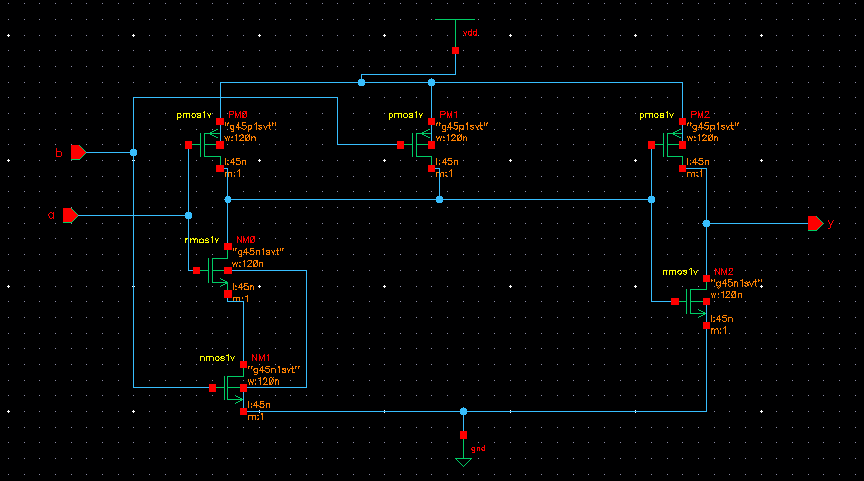 vdd
pmos1v PM0
"g45p1svt"
w:120n
l:45n
m:1
pmos1v PM1
"g45p1svt"
w:120n
l:45n
m:1
pmos1v PM2
"g45p1svt"
w:120n
l:45n
m:1
b
a
y
nmos1v NM0
"g45n1svt"
w:120n
l:45n
m:1
nmos1v NM2
"g45n1svt"
w:120n
l:45n
m:1
nmos1v NM1
"g45n1svt"
w:120n
l:45n
m:1
gnd